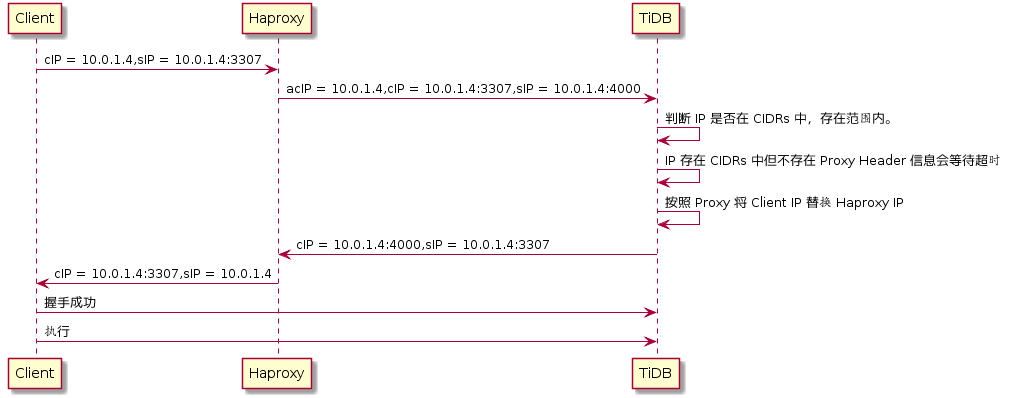 Client Haproxy TiDB
cIP = 10.0.1.4,sIP = 10.0.1.4:3307
acIP = 10.0.1.4,cIP = 10.0.1.4:3307,sIP = 10.0.1.4:4000
判断 IP 是否在 CIDRs 中，存在范围内。
IP 存在 CIDRs 中但不存在 Proxy Header 信息会等待超时
按照 Proxy 将 Client IP 替换 Haproxy IP
cIP = 10.0.1.4:4000,sIP = 10.0.1.4:3307
cIP = 10.0.1.4:3307,sIP = 10.0.1.4
握手成功
执行
Client Haproxy TiDB